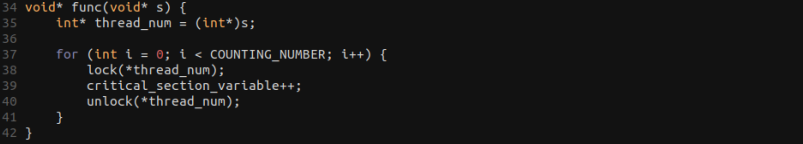 34 void* func(void* s) {
35     int* thread_num = (int*)s;
36
37     for (int i = 0; i < COUNTING_NUMBER; i++) {
38         lock(*thread_num);
39         critical_section_variable++;
40         unlock(*thread_num);
41     }
42 }